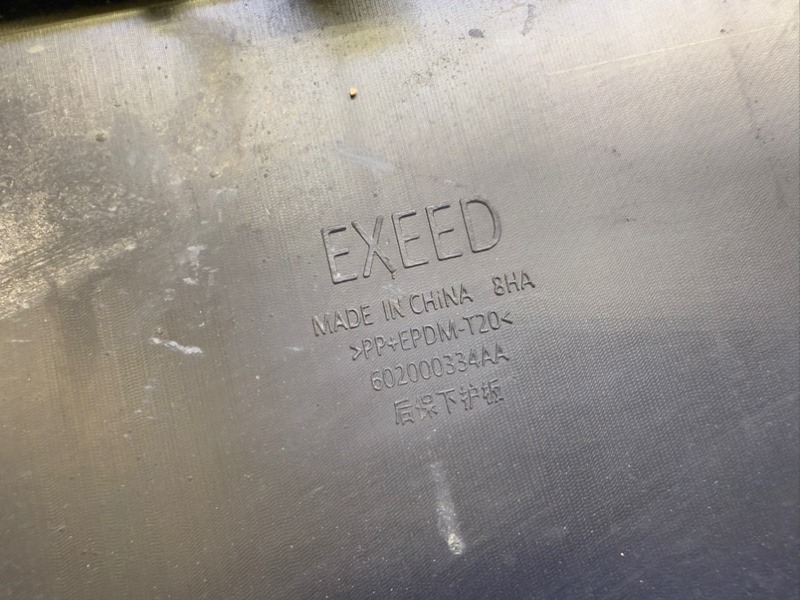 EXEED
MADE IN CHINA 8HA
>PP+EPDM-T20<
602000334AA
后保下护板